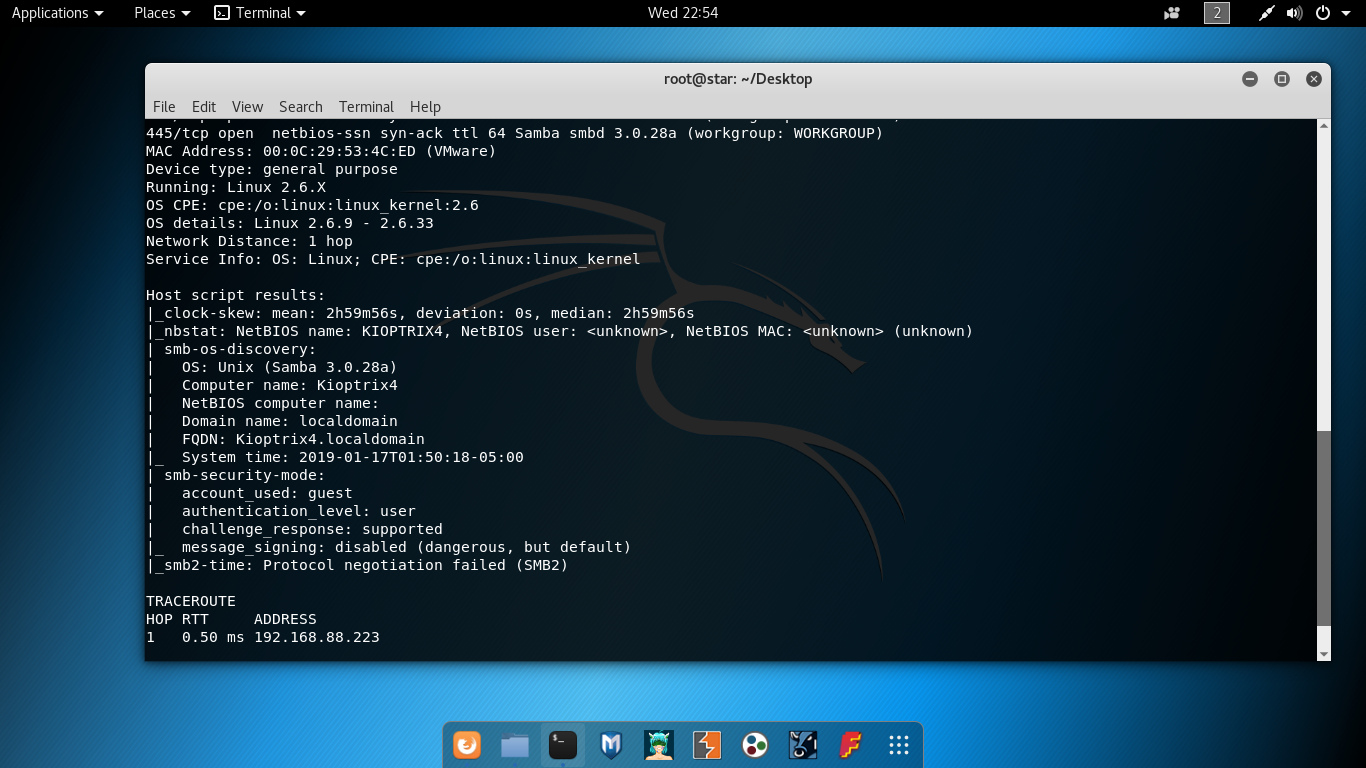 Applications Places Terminal Wed 22:54 2
root@star: ~/Desktop
File Edit View Search Terminal Help
445/tcp open  netbios-ssn syn-ack ttl 64 Samba smbd 3.0.28a (workgroup: WORKGROUP)
MAC Address: 00:0C:29:53:4C:ED (VMware)
Device type: general purpose
Running: Linux 2.6.X
OS CPE: cpe:/o:linux:linux_kernel:2.6
OS details: Linux 2.6.9 - 2.6.33
Network Distance: 1 hop
Service Info: OS: Linux; CPE: cpe:/o:linux:linux_kernel
Host script results:
|_clock-skew: mean: 2h59m56s, deviation: 0s, median: 2h59m56s
|_nbstat: NetBIOS name: KIOPTRIX4, NetBIOS user: <unknown>, NetBIOS MAC: <unknown> (unknown)
| smb-os-discovery:
|   OS: Unix (Samba 3.0.28a)
|   Computer name: Kioptrix4
|   NetBIOS computer name:
|   Domain name: localdomain
|   FQDN: Kioptrix4.localdomain
|_  System time: 2019-01-17T01:50:18-05:00
| smb-security-mode:
|   account_used: guest
|   authentication_level: user
|   challenge_response: supported
|_  message_signing: disabled (dangerous, but default)
|_smb2-time: Protocol negotiation failed (SMB2)
TRACEROUTE
HOP RTT     ADDRESS
1   0.50 ms 192.168.88.223